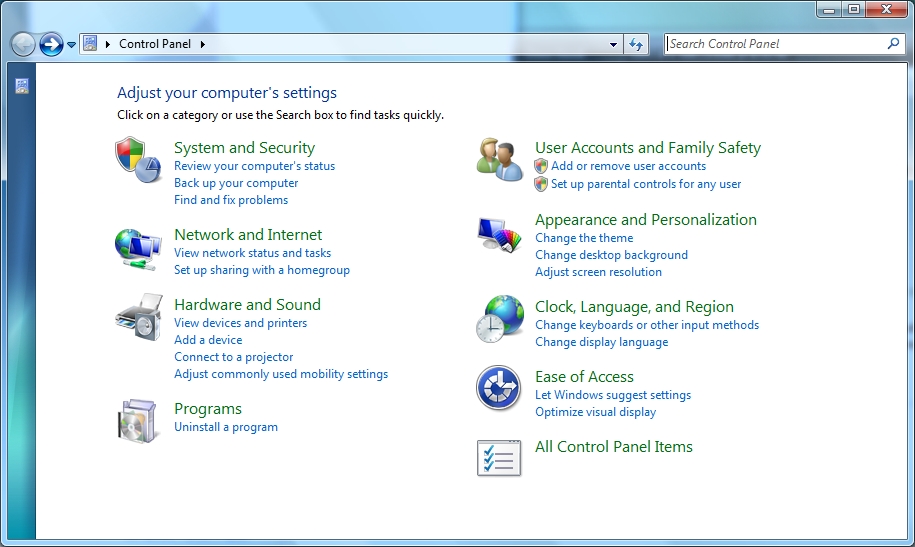 Control Panel
Search Control Panel
Adjust your computer's settings
Click on a category or use the Search box to find tasks quickly.
System and Security
Review your computer's status
Back up your computer
Find and fix problems
Network and Internet
View network status and tasks
Set up sharing with a homegroup
Hardware and Sound
View devices and printers
Add a device
Connect to a projector
Adjust commonly used mobility settings
Programs
Uninstall a program
User Accounts and Family Safety
Add or remove user accounts
Set up parental controls for any user
Appearance and Personalization
Change the theme
Change desktop background
Adjust screen resolution
Clock, Language, and Region
Change keyboards or other input methods
Change display language
Ease of Access
Let Windows suggest settings
Optimize visual display
All Control Panel Items